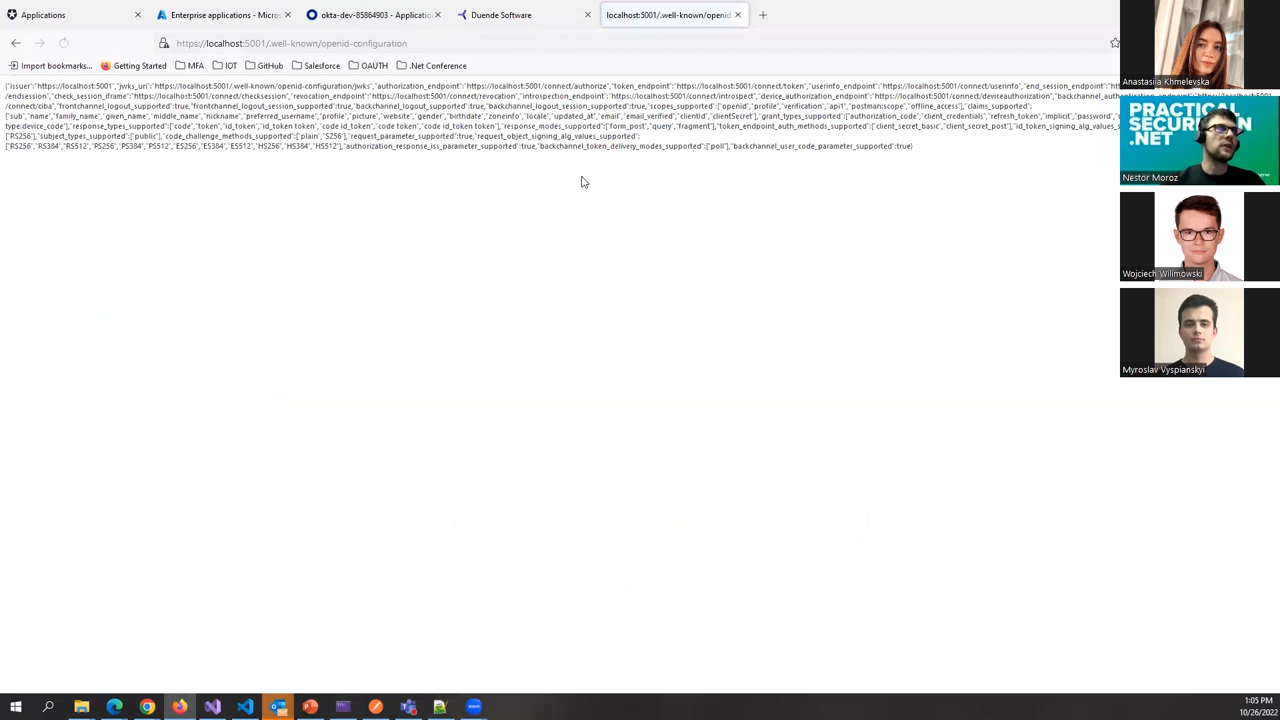 Applications
Enterprise applications - Micros
okta-dev-85864903 - Application
Duende Software
localhost:5001/.well-known/openid
https://localhost:5001/.well-known/openid-configuration
Import bookmarks...
Getting Started
MFA
IOT
GitHub
Salesforce
OAUTH
.Net Conference
{"issuer":"https://localhost:5001","jwks_uri":"https://localhost:5001/.well-known/openid-configuration/jwks","authorization_endpoint":"https://localhost:5001/connect/authorize","token_endpoint":"https://localhost:5001/connect/token","userinfo_endpoint":"https://localhost:5001/connect/userinfo","end_session_endpoint":"htt
/endsession","check_session_iframe":"https://localhost:5001/connect/checksession","revocation_endpoint":"https://localhost:5001/connect/revocation","introspection_endpoint":"https://localhost:5001/connect/introspect","device_authorization_endpoint":"https://localhost:5001/connect/deviceauthorization","backchannel_authentication_endpoint":"https://localhost:5001
/connect/ciba","frontchannel_logout_supported":true,"frontchannel_logout_session_supported":true,"backchannel_logout_supported":true,"backchannel_logout_session_supported":true,"scopes_supported":["openid","profile","verification","api1","postman:scope","offline_access"],"claims_supported":
["sub","name","family_name","given_name","middle_name","nickname","preferred_username","profile","picture","website","gender","birthdate","zoneinfo","locale","updated_at","email","email_verified","clientId","clientSecret"],"grant_types_supported":["authorization_code","client_credentials","refresh_token","implicit","password","
type:device_code"],"response_types_supported":["code","token","id_token","id_token token","code id_token","code token","code id_token token"],"response_modes_supported":["form_post","query","fragment"],"token_endpoint_auth_methods_supported":["client_secret_basic","client_secret_post"],"id_token_signing_alg_values_s
["RS256"],"subject_types_supported":["public"],"code_challenge_methods_supported":["plain","S256"],"request_parameter_supported":true,"request_object_signing_alg_values_supported":
["RS256","RS384","RS512","PS256","PS384","PS512","ES256","ES384","ES512","HS256","HS384","HS512"],"authorization_response_iss_parameter_supported":true,"backchannel_token_delivery_modes_supported":["poll"],"backchannel_user_code_parameter_supported":true}
Anastasiia Khmelevska
PRACTICAL
.NET
Nestor Moroz
Wojciech Wilimowski
Myroslav Vyspianskyi
1:05 PM
10/26/2022